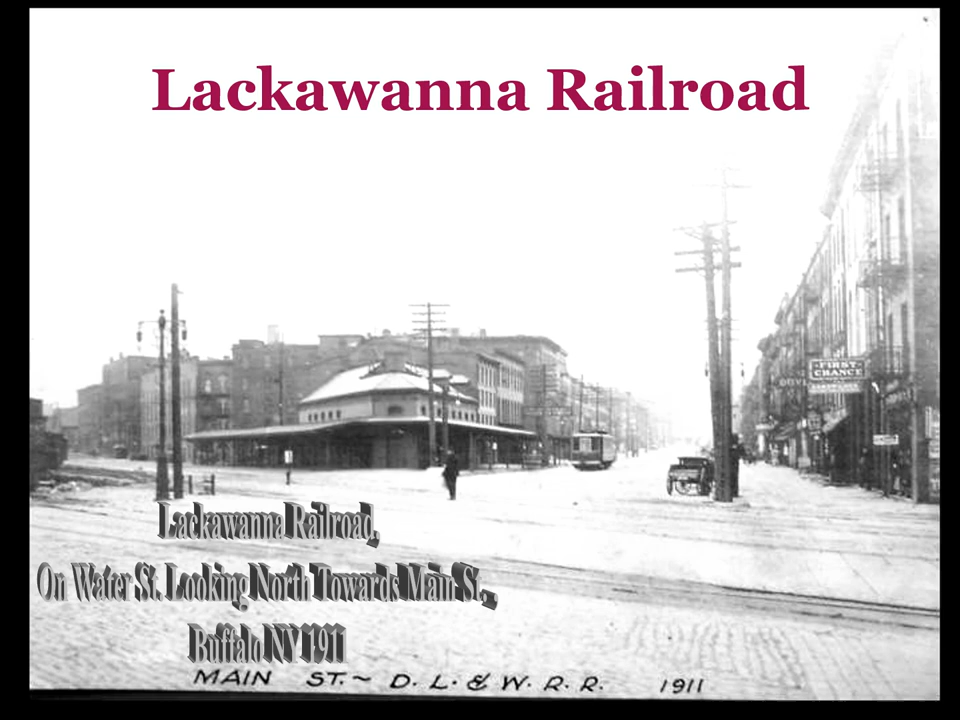 Lackawanna Railroad
FIRST
CHANCE
Lackawanna Railroad,
On Water St. Looking North Towards Main St. ,
Buffalo NY 1911
MAIN ST. ~ D. L. & W. R. R. 1911